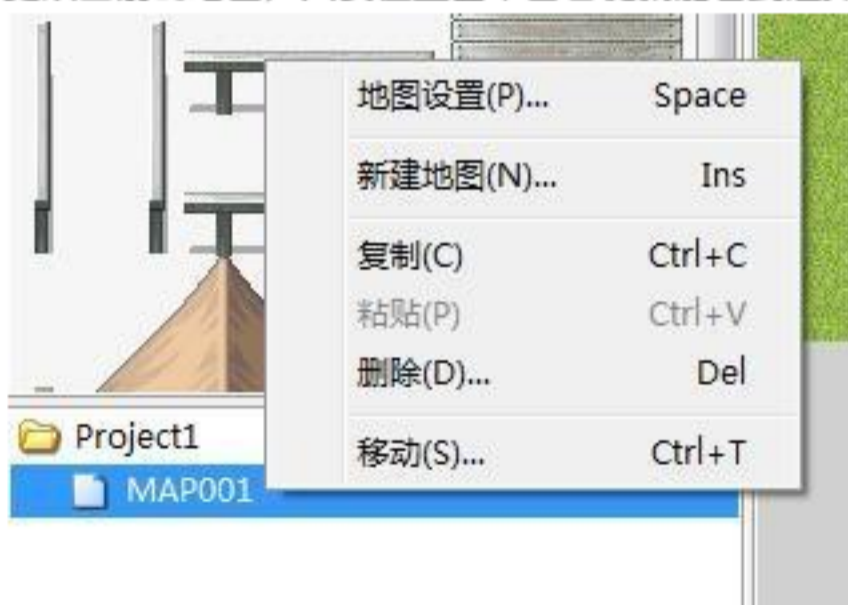 地图设置(P)... Space
新建地图(N)... Ins
复制(C) Ctrl+C
粘贴(P) Ctrl+V
删除(D)... Del
移动(S)... Ctrl+T
Project1
MAP001